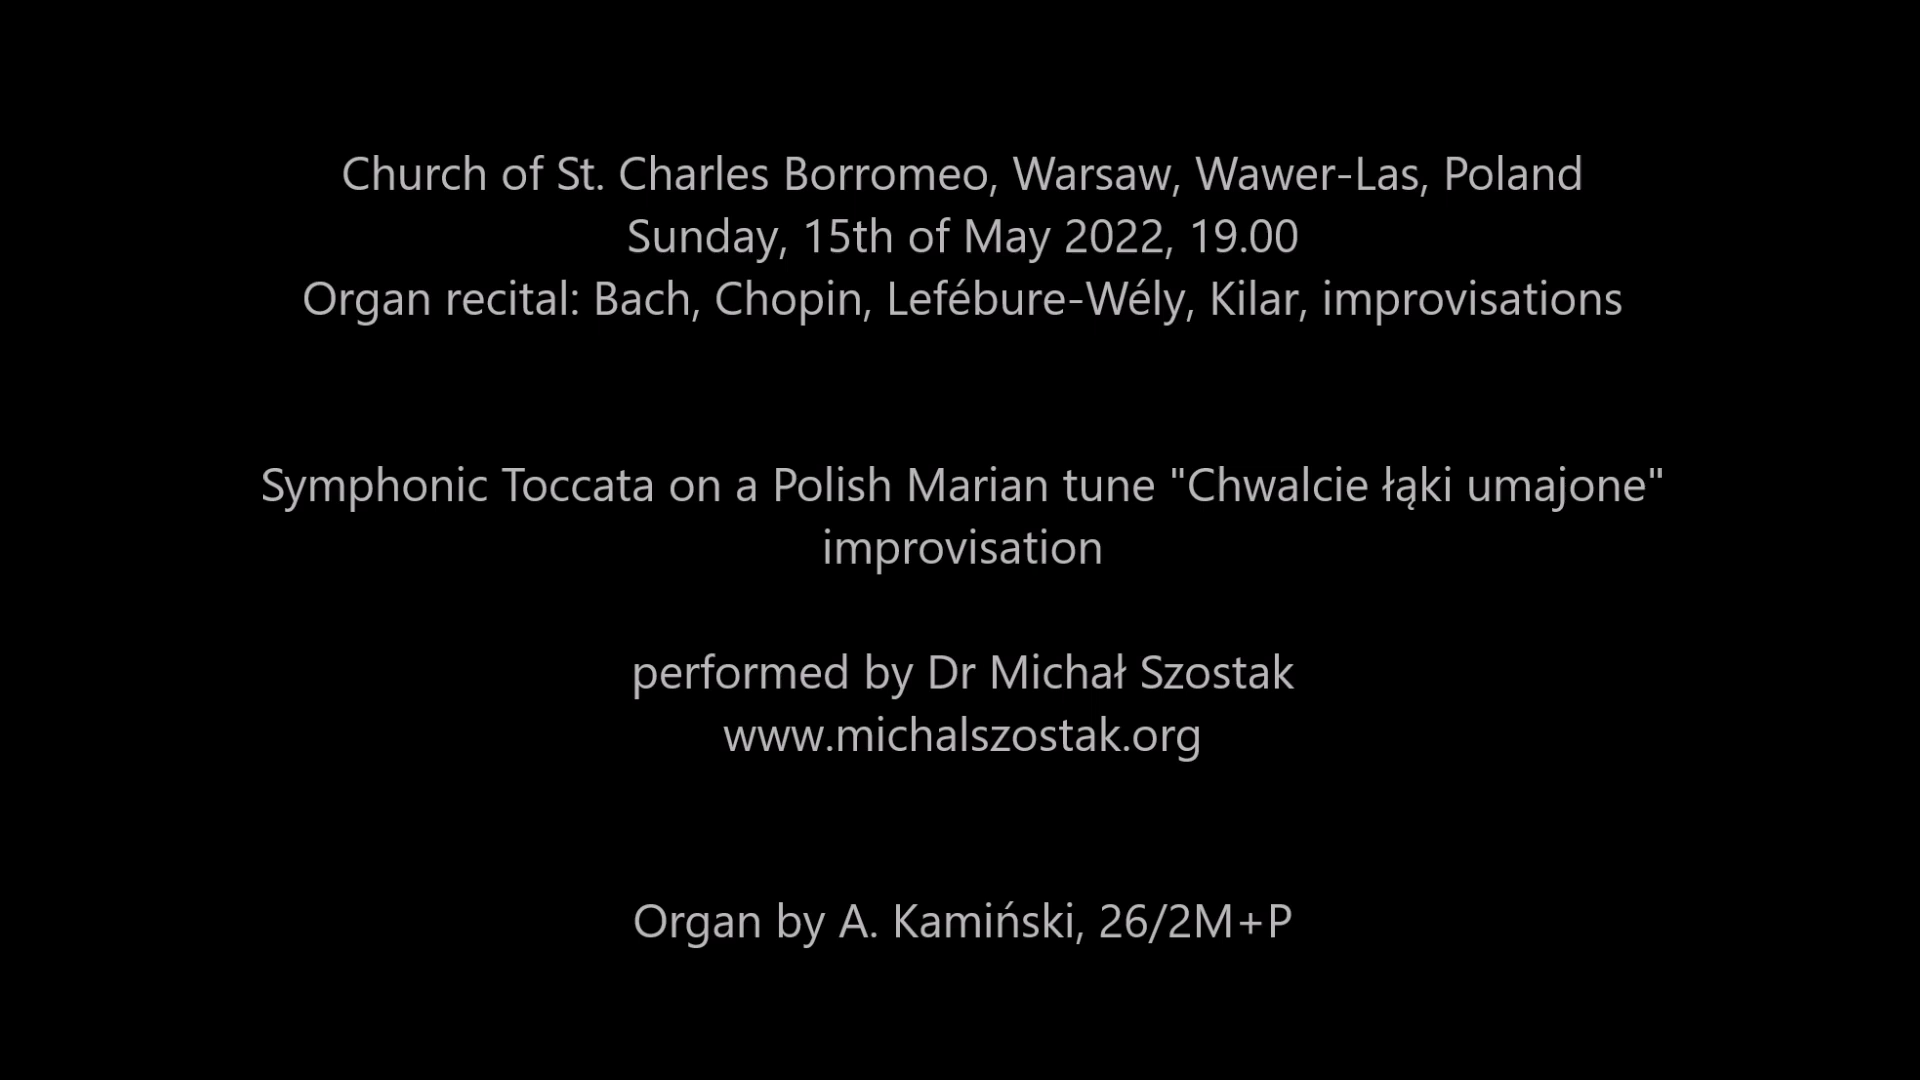 Church of St. Charles Borromeo, Warsaw, Wawer-Las, Poland
Sunday, 15th of May 2022, 19.00
Organ recital: Bach, Chopin, Lefébure-Wély, Kilar, improvisations
Symphonic Toccata on a Polish Marian tune "Chwalcie łąki umajone"
improvisation
performed by Dr Michał Szostak
www.michalszostak.org
Organ by A. Kamiński, 26/2M+P